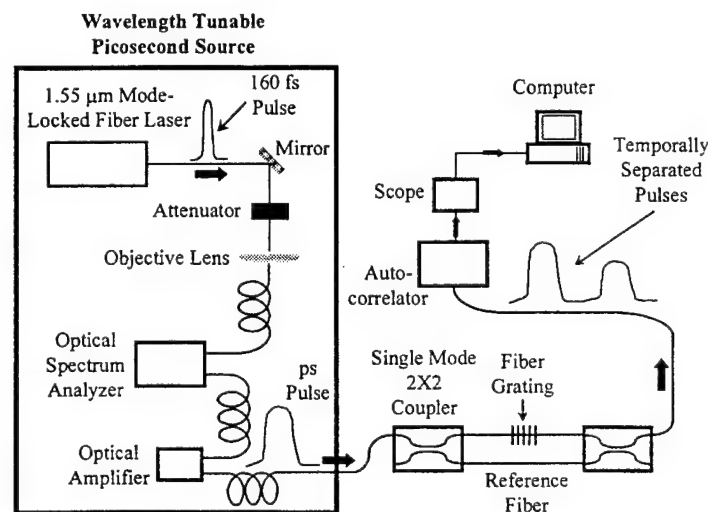 Wavelength Tunable
Picosecond Source
1.55 µm Mode-
Locked Fiber Laser
160 fs
Pulse
Mirror
Attenuator
Objective Lens
Optical
Spectrum
Analyzer
ps
Pulse
Optical
Amplifier
Computer
Scope
Temporally
Separated
Pulses
Auto-
correlator
Single Mode
2X2
Coupler
Fiber
Grating
Reference
Fiber